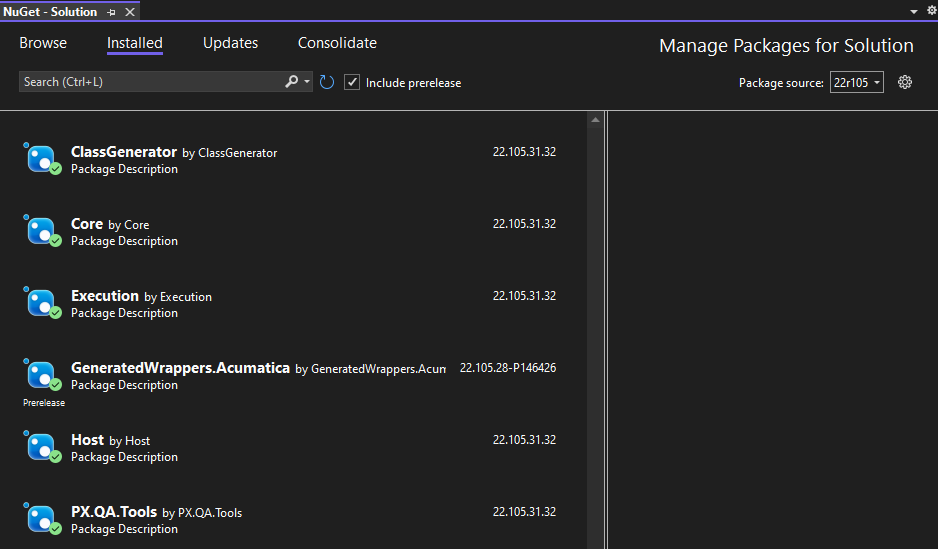 NuGet - Solution
Browse Installed Updates Consolidate
Manage Packages for Solution
Search (Ctrl+L)
Include prerelease
Package source: 22r105
ClassGenerator by ClassGenerator 22.105.31.32
Package Description
Core by Core 22.105.31.32
Package Description
Execution by Execution 22.105.31.32
Package Description
GeneratedWrappers.Acumatica by GeneratedWrappers.Acum 22.105.28-P146426
Package Description
Prerelease
Host by Host 22.105.31.32
Package Description
PX.QA.Tools by PX.QA.Tools 22.105.31.32
Package Description